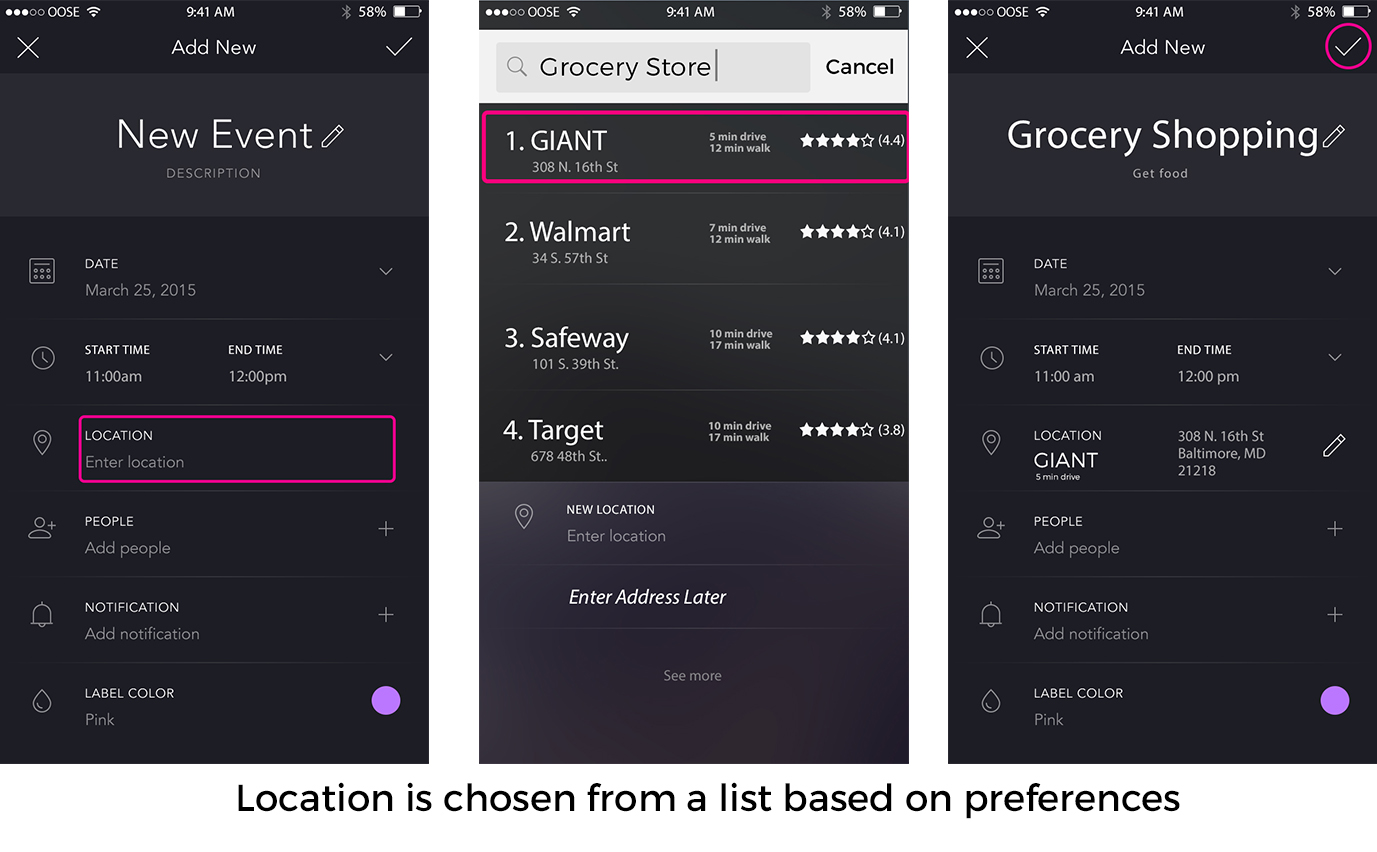 OOSE 9:41 AM 58%
Add New
New Event
DESCRIPTION
DATE
March 25, 2015
START TIME END TIME
11:00am 12:00pm
LOCATION
Enter location
PEOPLE
Add people
NOTIFICATION
Add notification
LABEL COLOR
Pink
OOSE 9:41 AM 58%
Grocery Store Cancel
1. GIANT 5 min drive (4.4)
308 N. 16th St 12 min walk
2. Walmart 7 min drive (4.1)
34 S. 57th St 12 min walk
3. Safeway 10 min drive (4.1)
101 S. 39th St. 17 min walk
4. Target 10 min drive (3.8)
678 48th St.. 17 min walk
NEW LOCATION
Enter location
Enter Address Later
See more
OOSE 9:41 AM 58%
Add New
Grocery Shopping
Get food
DATE
March 25, 2015
START TIME END TIME
11:00 am 12:00 pm
LOCATION 308 N. 16th St
GIANT Baltimore, MD
5 min drive 21218
PEOPLE
Add people
NOTIFICATION
Add notification
LABEL COLOR
Pink
Location is chosen from a list based on preferences